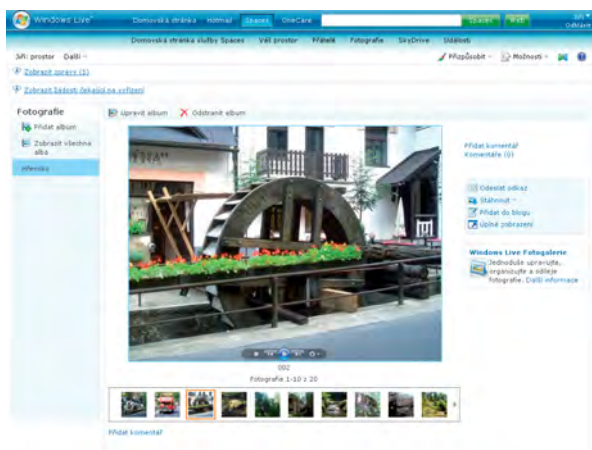 Windows Live™
Domovská stránka Hotmail Spaces OneCare
Spaces Web
Jiří
Odhlásit
Domovská stránka služby Spaces Váš prostor Přátelé Fotografie SkyDrive Události
Jiří: prostor Další
Přizpůsobit Možnosti
Zobrazit zprávy (1)
Zobrazit žádosti čekající na vyřízení
Fotografie
Přidat album
Zobrazit všechna alba
Hřensko
Upravit album Odstranit album
Přidat komentář
Komentáře (0)
Odeslat odkaz
Stáhnout
Přidat do blogu
Úplné zobrazení
Windows Live Fotogalerie
Jednoduše upravujte,
organizujte a sdílejte
fotografie. Další informace
002
Fotografie 1-10 z 20
Přidat komentář